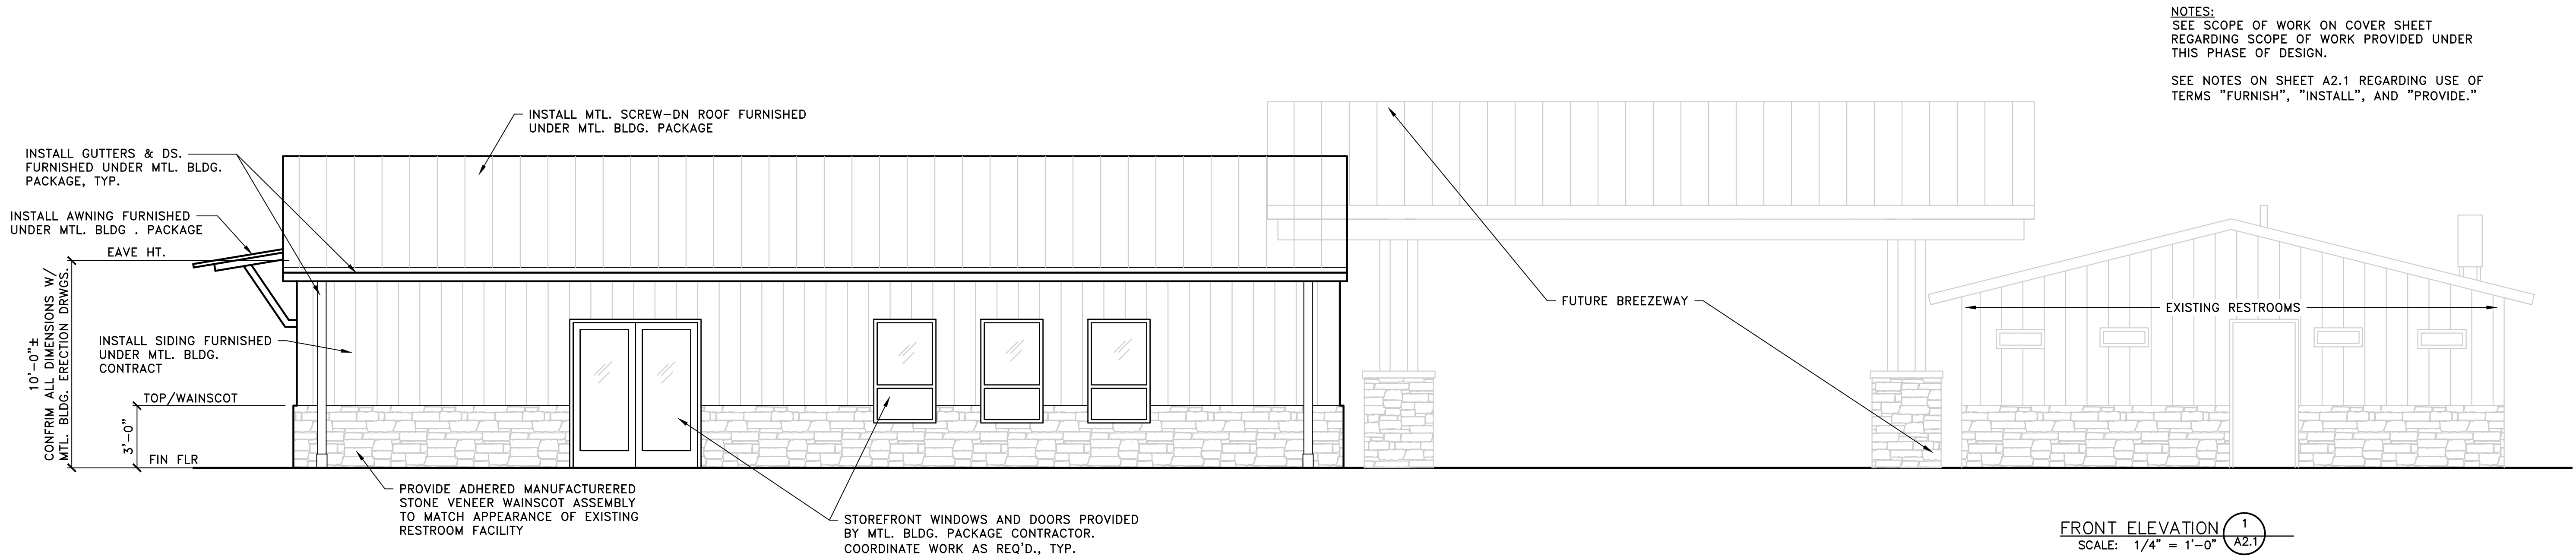 NOTES:
SEE SCOPE OF WORK ON COVER SHEET
REGARDING SCOPE OF WORK PROVIDED UNDER
THIS PHASE OF DESIGN.
SEE NOTES ON SHEET A2.1 REGARDING USE OF
TERMS "FURNISH", "INSTALL", AND "PROVIDE."
INSTALL MTL. SCREW-DN ROOF FURNISHED
UNDER MTL. BLDG. PACKAGE
INSTALL GUTTERS & DS.
FURNISHED UNDER MTL. BLDG.
PACKAGE, TYP.
INSTALL AWNING FURNISHED
UNDER MTL. BLDG . PACKAGE
EAVE HT.
10'-0"±
CONFRIM ALL DIMENSIONS W/
MTL. BLDG. ERECTION DRWGS.
INSTALL SIDING FURNISHED
UNDER MTL. BLDG.
CONTRACT
TOP/WAINSCOT
3'-0"
FIN FLR
FUTURE BREEZEWAY
EXISTING RESTROOMS
PROVIDE ADHERED MANUFACTURERED
STONE VENEER WAINSCOT ASSEMBLY
TO MATCH APPEARANCE OF EXISTING
RESTROOM FACILITY
STOREFRONT WINDOWS AND DOORS PROVIDED
BY MTL. BLDG. PACKAGE CONTRACTOR.
COORDINATE WORK AS REQ'D., TYP.
FRONT ELEVATION
SCALE: 1/4" = 1'-0"
1
A2.1